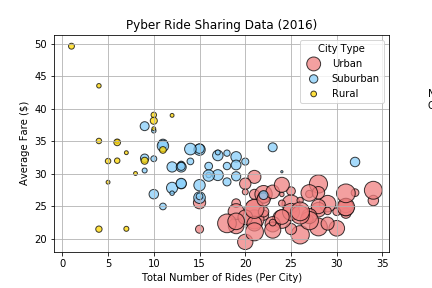 Pyber Ride Sharing Data (2016)
City Type
Urban
Suburban
Rural
Average Fare ($)
50
45
40
35
30
25
20
0 5 10 15 20 25 30 35
Total Number of Rides (Per City)